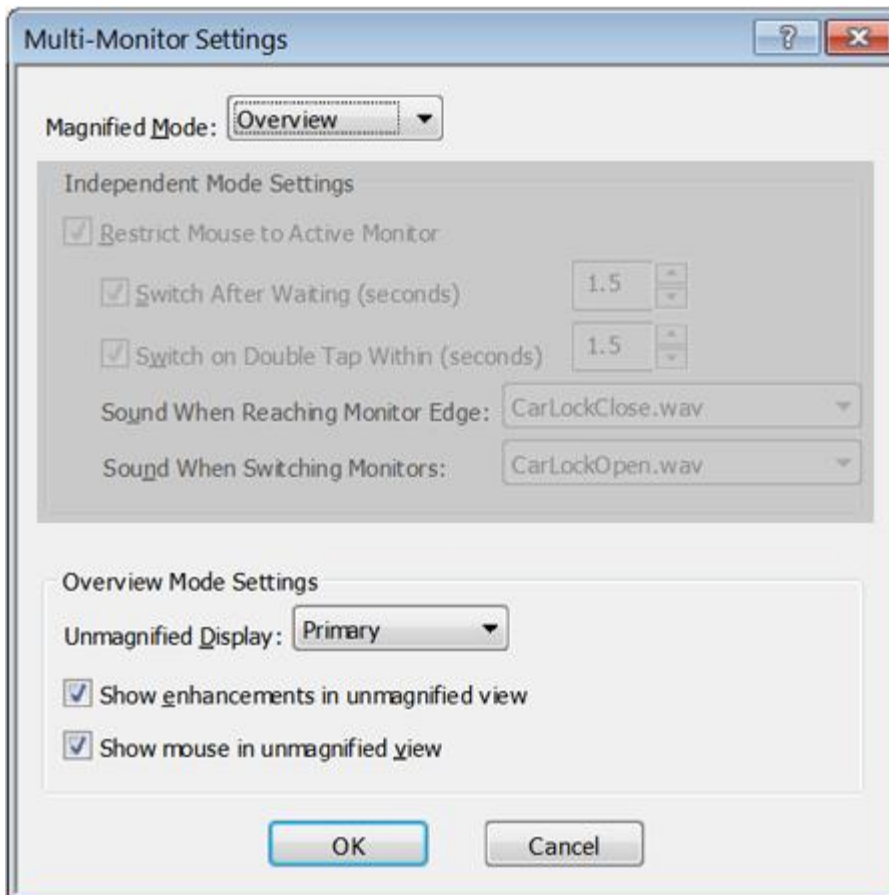 Multi-Monitor Settings
Magnified Mode: Overview
Independent Mode Settings
Restrict Mouse to Active Monitor
Switch After Waiting (seconds) 1.5
Switch on Double Tap Within (seconds) 1.5
Sound When Reaching Monitor Edge: CarLockClose.wav
Sound When Switching Monitors: CarLockOpen.wav
Overview Mode Settings
Unmagnified Display: Primary
Show enhancements in unmagnified view
Show mouse in unmagnified view
OK Cancel